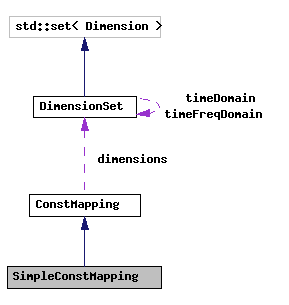 std::set< Dimension >
DimensionSet
timeDomain
timeFreqDomain
dimensions
ConstMapping
SimpleConstMapping